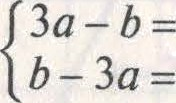 3a − b =
b − 3a =